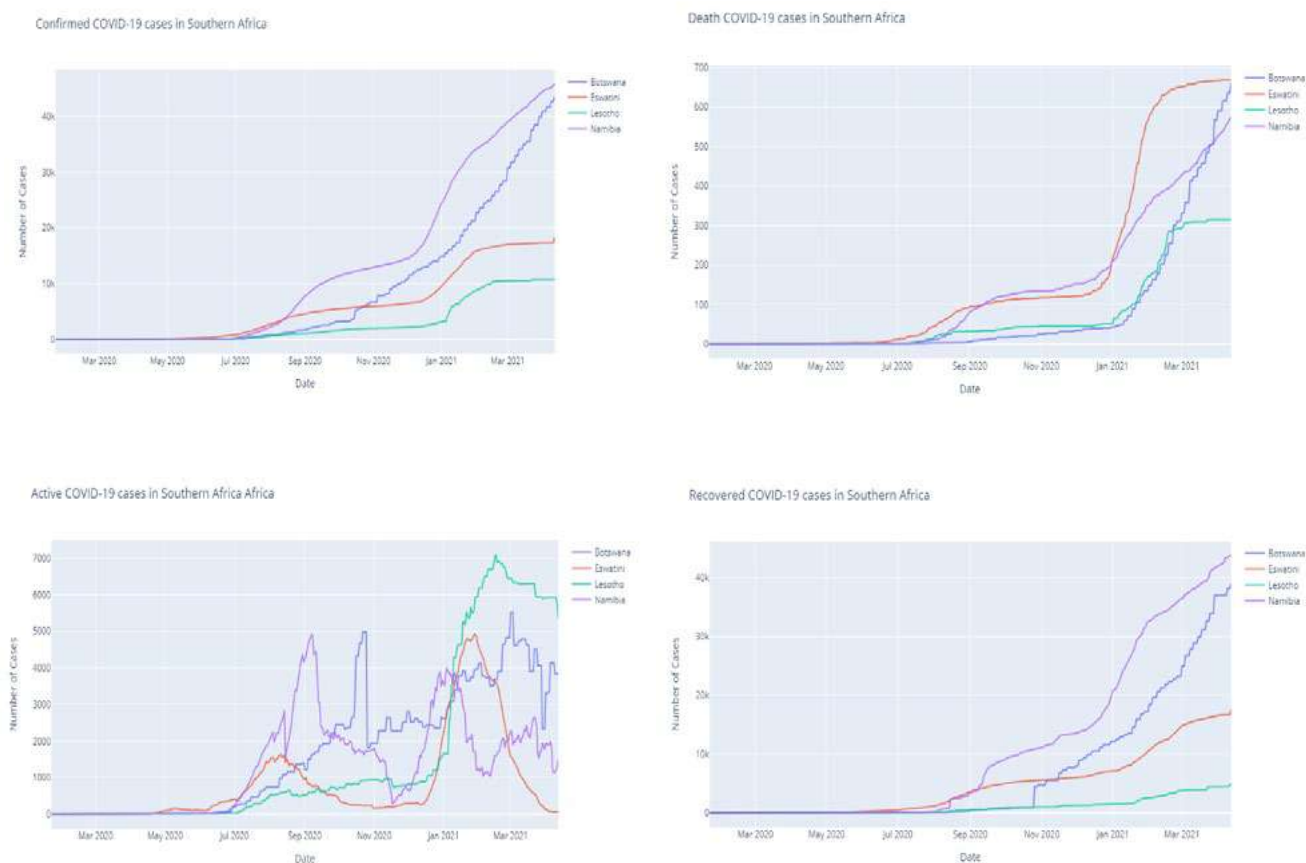 Confirmed COVID-19 cases in Southern Africa
Number of Cases
40k
30k
20k
10k
0
Mar 2020
May 2020
Jul 2020
Sep 2020
Nov 2020
Jan 2021
Mar 2021
Date
Botswana
Eswatini
Lesotho
Namibia
Death COVID-19 cases in Southern Africa
Number of Cases
700
600
500
400
300
200
100
0
Mar 2020
May 2020
Jul 2020
Sep 2020
Nov 2020
Jan 2021
Mar 2021
Date
Botswana
Eswatini
Lesotho
Namibia
Active COVID-19 cases in Southern Africa Africa
Number of Cases
7000
6000
5000
4000
3000
2000
1000
0
Mar 2020
May 2020
Jul 2020
Sep 2020
Nov 2020
Jan 2021
Mar 2021
Date
Botswana
Eswatini
Lesotho
Namibia
Recovered COVID-19 cases in Southern Africa
Number of Cases
40k
30k
20k
10k
0
Mar 2020
May 2020
Jul 2020
Sep 2020
Nov 2020
Jan 2021
Mar 2021
Date
Botswana
Eswatini
Lesotho
Namibia